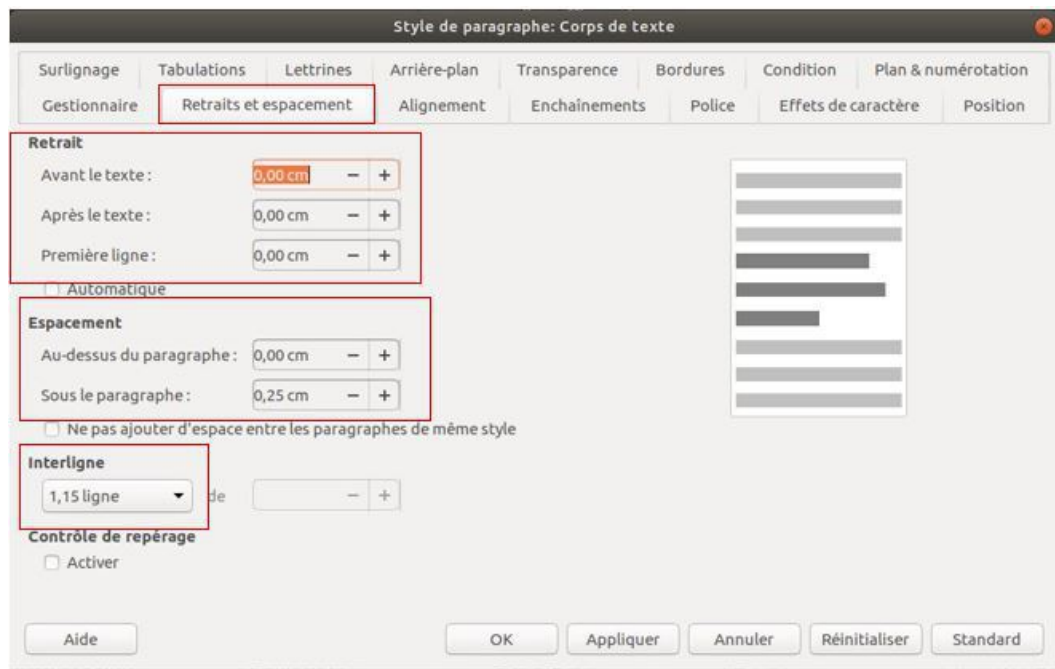 Style de paragraphe: Corps de texte
Surlignage Tabulations Lettrines Arrière-plan Transparence Bordures Condition Plan & numérotation
Gestionnaire Retraits et espacement Alignement Enchaînements Police Effets de caractère Position
Retrait
Avant le texte : 0,00 cm − +
Après le texte : 0,00 cm − +
Première ligne : 0,00 cm − +
Automatique
Espacement
Au-dessus du paragraphe : 0,00 cm − +
Sous le paragraphe : 0,25 cm − +
Ne pas ajouter d'espace entre les paragraphes de même style
Interligne
1,15 ligne de − +
Contrôle de repérage
Activer
Aide OK Appliquer Annuler Réinitialiser Standard